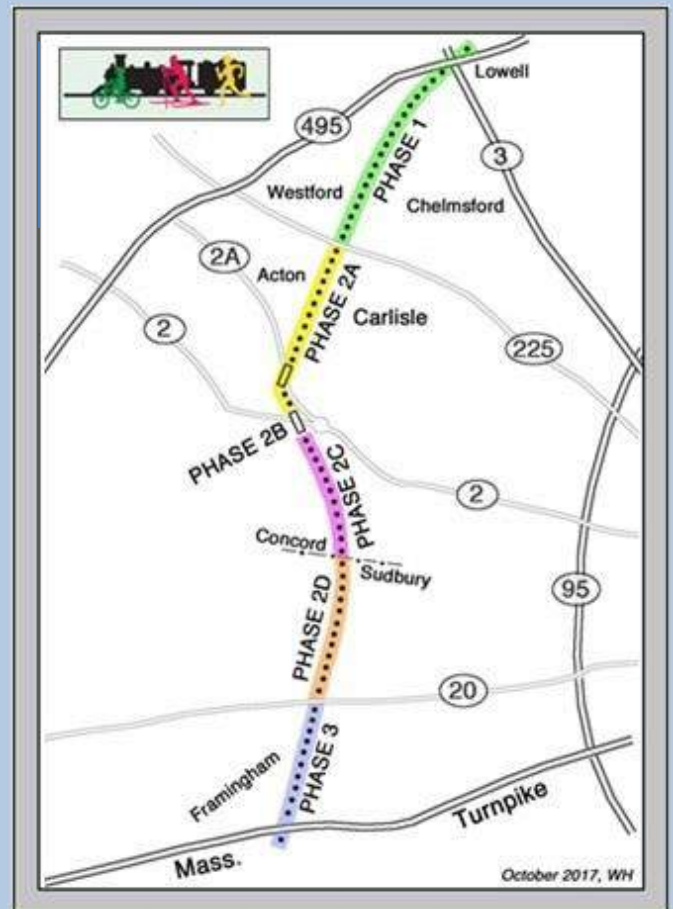 Lowell
495
3
PHASE 1
Westford
Chelmsford
2A
Acton
PHASE 2A
Carlisle
2
225
PHASE 2B
PHASE 2C
2
Concord
Sudbury
95
PHASE 2D
20
PHASE 3
Framingham
Turnpike
Mass.
October 2017, WH